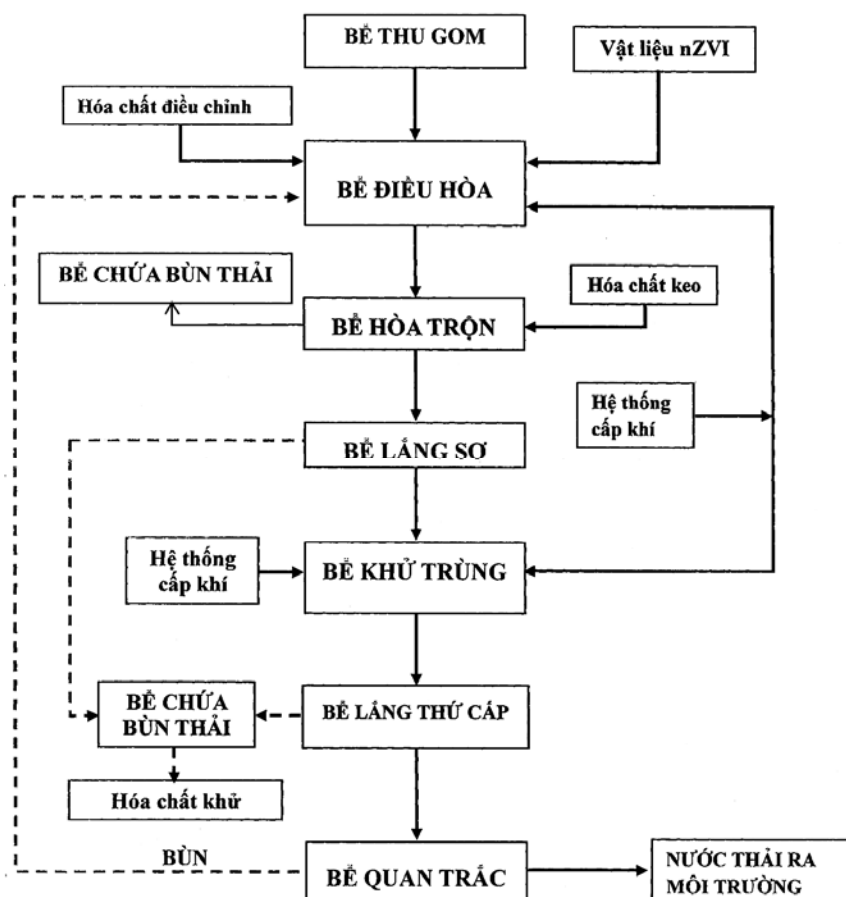 BỂ THU GOM
Vật liệu nZVI
Hóa chất điều chỉnh
BỂ ĐIỀU HÒA
BỂ CHỨA BÙN THẢI
Hóa chất keo
BỂ HÒA TRỘN
Hệ thống
cấp khí
BỂ LẮNG SƠ
Hệ thống
cấp khí
BỂ KHỬ TRÙNG
BỂ CHỨA
BÙN THẢI
BỂ LẮNG THỨ CẤP
Hóa chất khử
BÙN
BỂ QUAN TRẮC
NƯỚC THẢI RA
MÔI TRƯỜNG